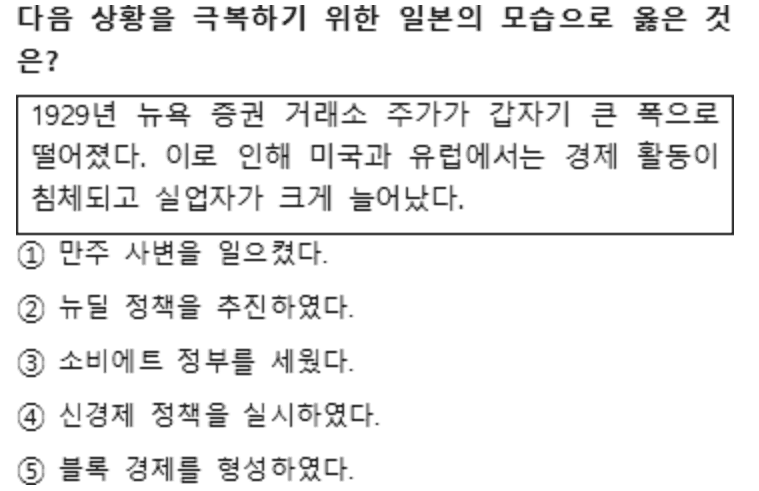 다음 상황을 극복하기 위한 일본의 모습으로 옳은 것
은?
1929년 뉴욕 증권 거래소 주가가 갑자기 큰 폭으로
떨어졌다. 이로 인해 미국과 유럽에서는 경제 활동이
침체되고 실업자가 크게 늘어났다.
① 만주 사변을 일으켰다.
② 뉴딜 정책을 추진하였다.
③ 소비에트 정부를 세웠다.
④ 신경제 정책을 실시하였다.
⑤ 블록 경제를 형성하였다.